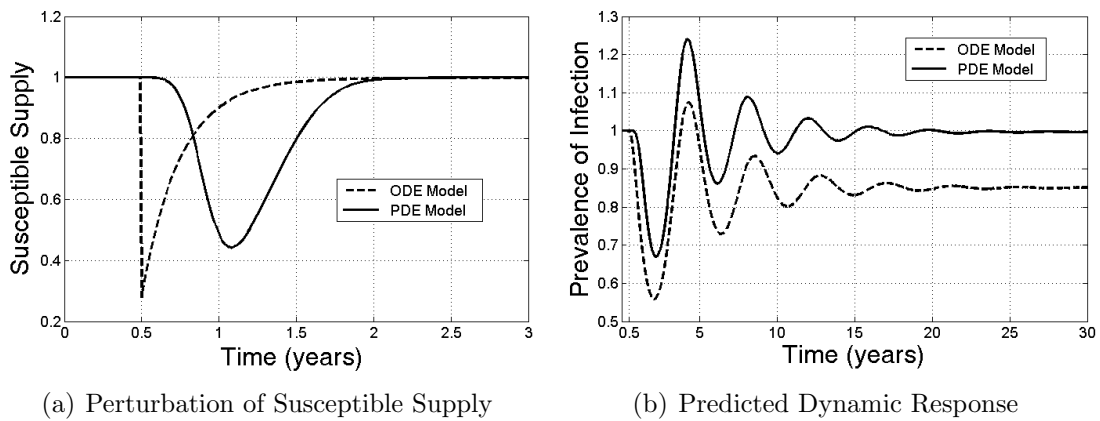 1.2
1
0.8
0.6
0.4
0.2
Susceptible Supply
ODE Model
PDE Model
0 0.5 1 1.5 2 2.5 3
Time (years)
(a) Perturbation of Susceptible Supply
1.3
1.2
1.1
1
0.9
0.8
0.7
0.6
0.5
Prevalence of Infection
ODE Model
PDE Model
0.5 5 10 15 20 25 30
Time (years)
(b) Predicted Dynamic Response